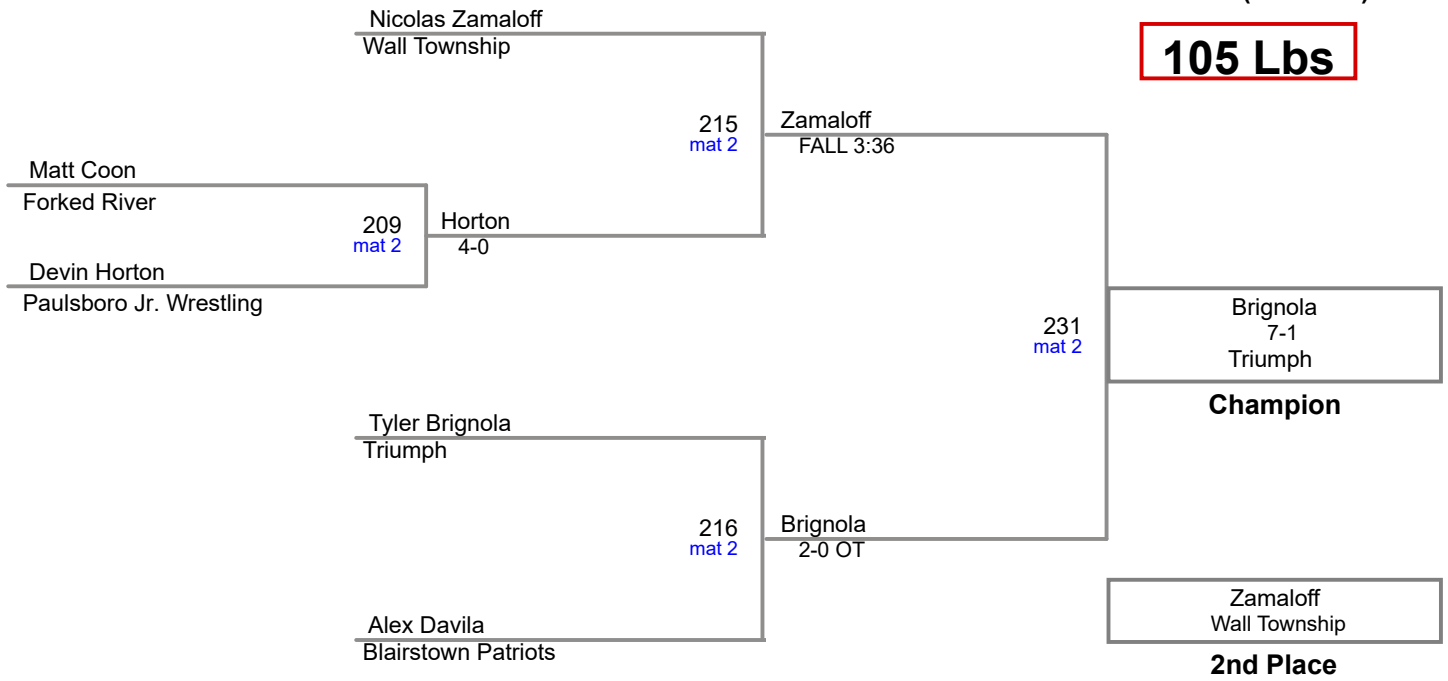 Nicolas Zamaloff
Wall Township
105 Lbs
215
mat 2
Zamaloff
FALL 3:36
Matt Coon
Forked River
209
mat 2
Horton
4-0
Devin Horton
Paulsboro Jr. Wrestling
231
mat 2
Brignola
7-1
Triumph
Champion
Tyler Brignola
Triumph
216
mat 2
Brignola
2-0 OT
Alex Davila
Blairstown Patriots
Zamaloff
Wall Township
2nd Place